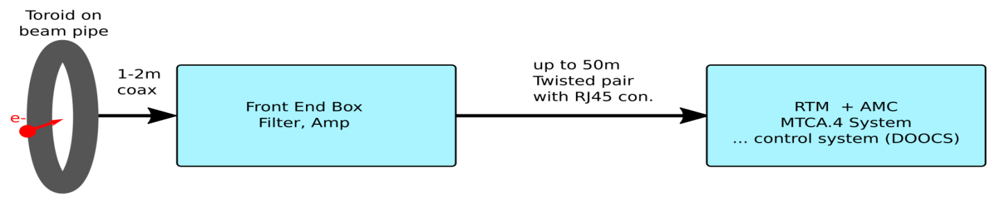 Toroid on
beam pipe
e-
1-2m
coax
Front End Box
Filter, Amp
up to 50m
Twisted pair
with RJ45 con.
RTM + AMC
MTCA.4 System
... control system (DOOCS)